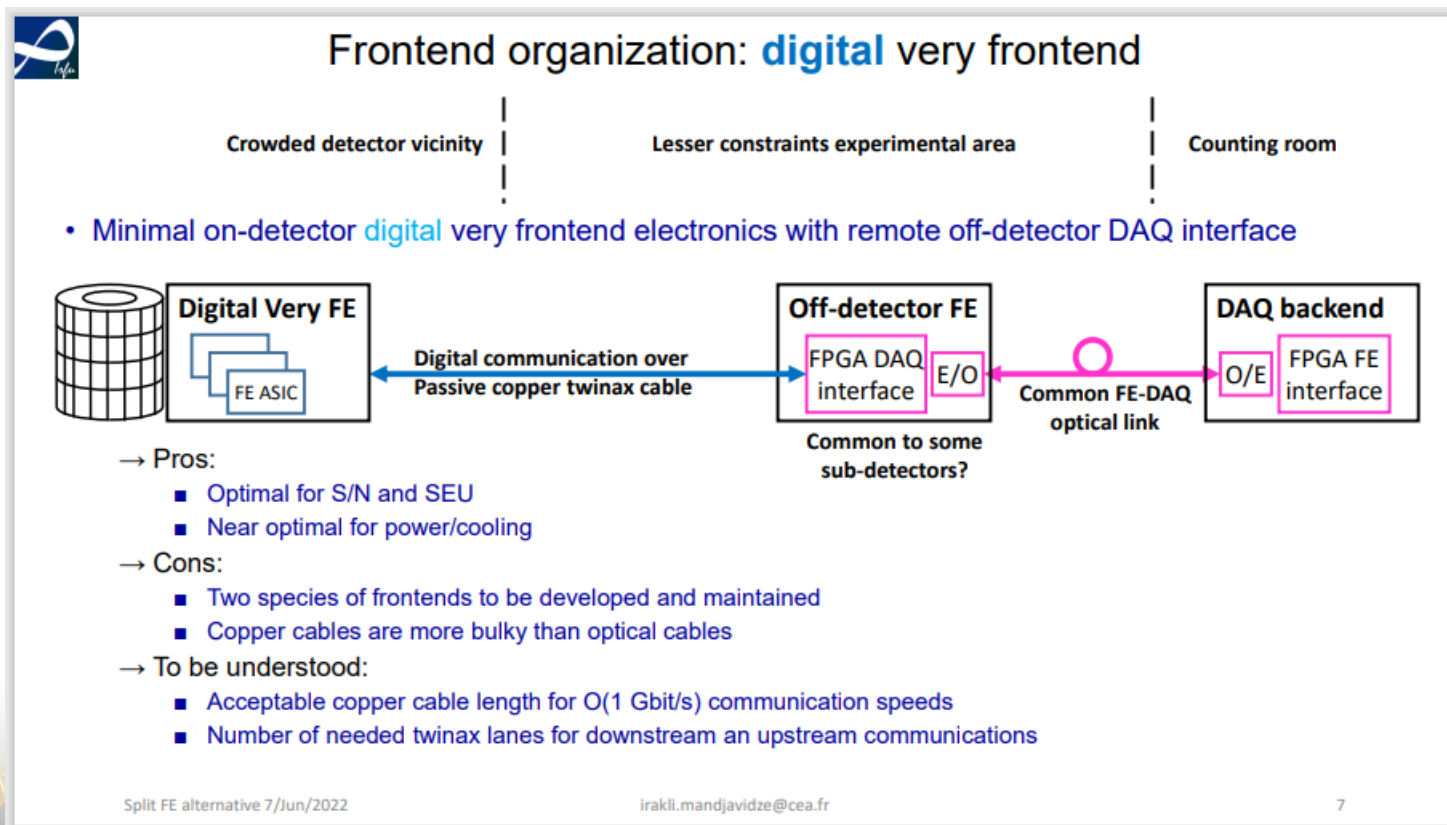 Irfu
Frontend organization: digital very frontend
Crowded detector vicinity
Lesser constraints experimental area
Counting room
• Minimal on-detector digital very frontend electronics with remote off-detector DAQ interface
Digital Very FE
FE ASIC
Digital communication over
Passive copper twinax cable
Off-detector FE
FPGA DAQ
interface
E/O
Common to some
sub-detectors?
Common FE-DAQ
optical link
DAQ backend
O/E
FPGA FE
interface
→ Pros:
■ Optimal for S/N and SEU
■ Near optimal for power/cooling
→ Cons:
■ Two species of frontends to be developed and maintained
■ Copper cables are more bulky than optical cables
→ To be understood:
■ Acceptable copper cable length for O(1 Gbit/s) communication speeds
■ Number of needed twinax lanes for downstream an upstream communications
Split FE alternative 7/Jun/2022
irakli.mandjavidze@cea.fr
7